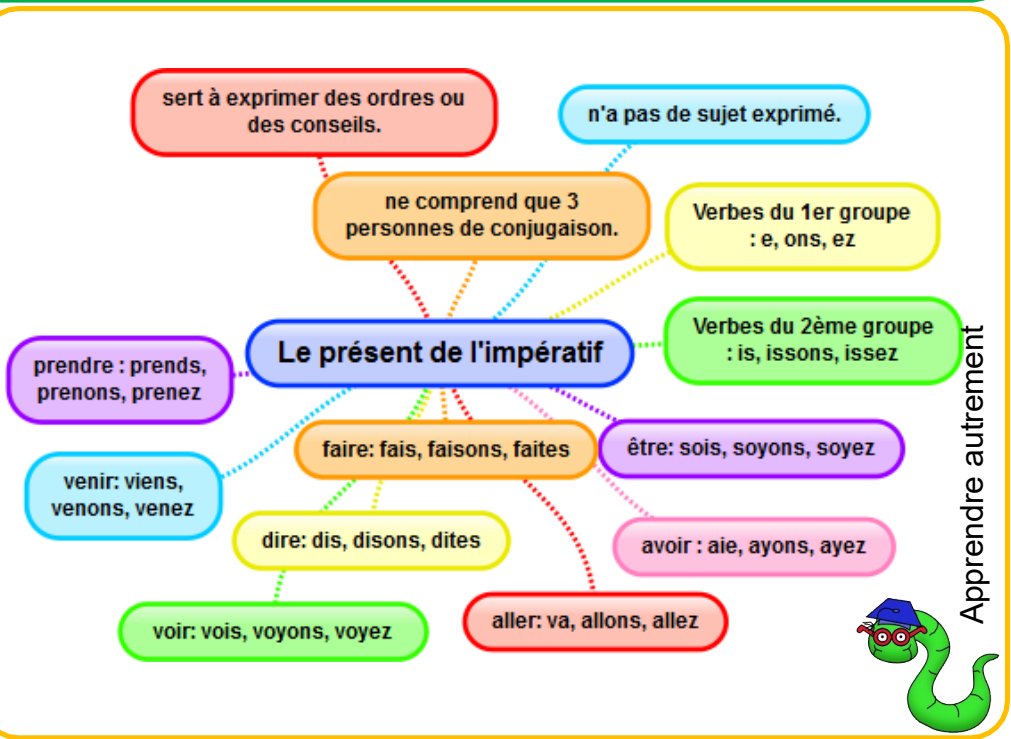 sert à exprimer des ordres ou
des conseils.
n'a pas de sujet exprimé.
ne comprend que 3
personnes de conjugaison.
Verbes du 1er groupe
: e, ons, ez
Le présent de l'impératif
Verbes du 2ème groupe
: is, issons, issez
prendre : prends,
prenons, prenez
faire: fais, faisons, faites
être: sois, soyons, soyez
venir: viens,
venons, venez
dire: dis, disons, dites
avoir : aie, ayons, ayez
voir: vois, voyons, voyez
aller: va, allons, allez
Apprendre autrement